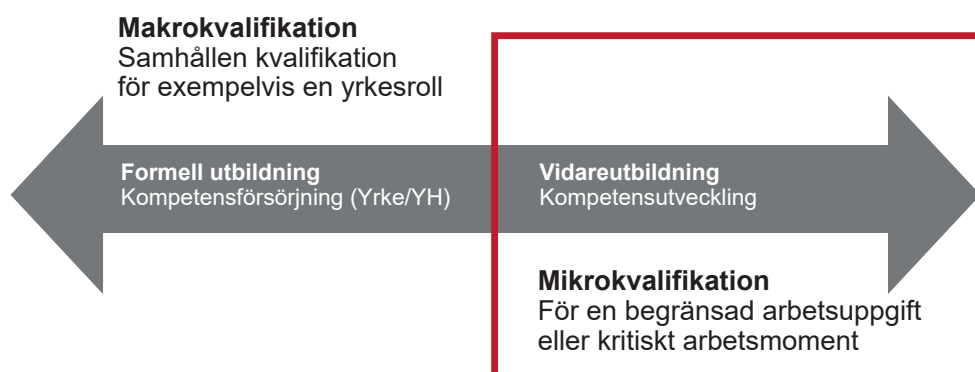 Makrokvalifikation
Samhållen kvalifikation
för exempelvis en yrkesroll
Formell utbildning
Kompetensförsörjning (Yrke/YH)
Vidareutbildning
Kompetensutveckling
Mikrokvalifikation
För en begränsad arbetsuppgift
eller kritiskt arbetsmoment